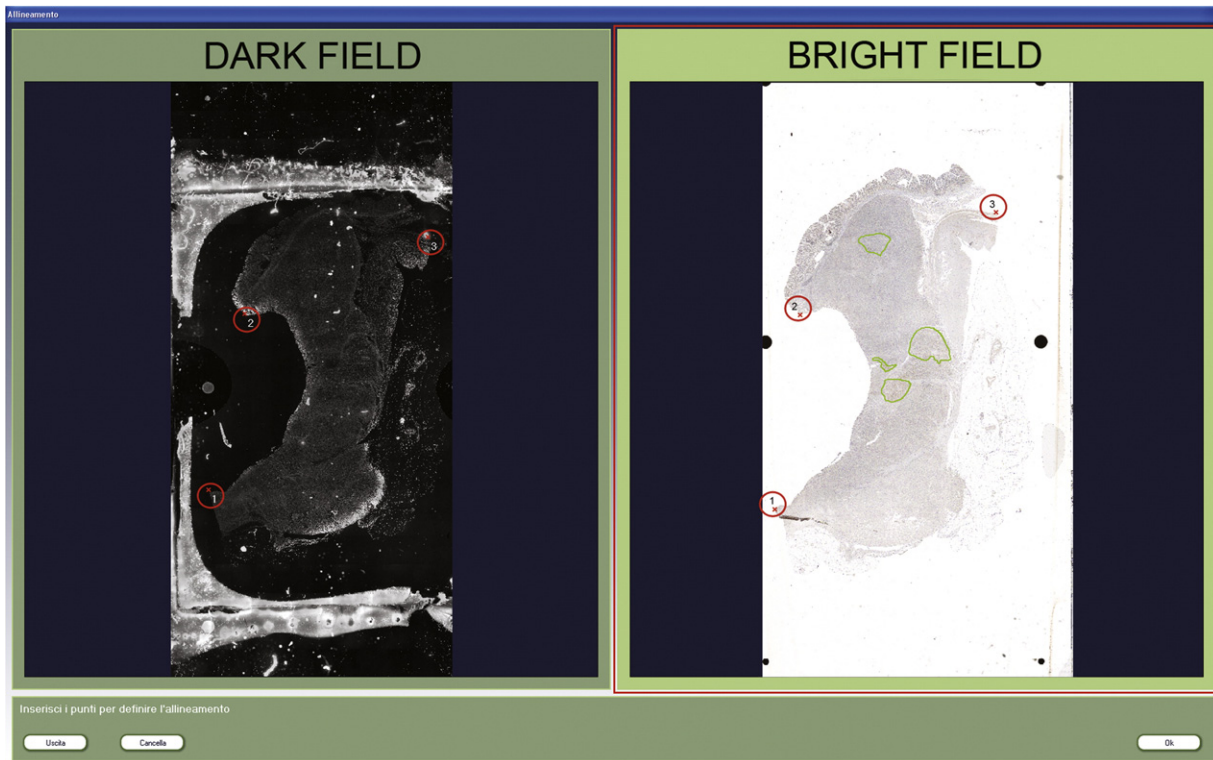 Allineamento
DARK FIELD
BRIGHT FIELD
3
2
1
3
2
1
Inserisci i punti per definire l'allineamento
Uscita
Cancella
Ok